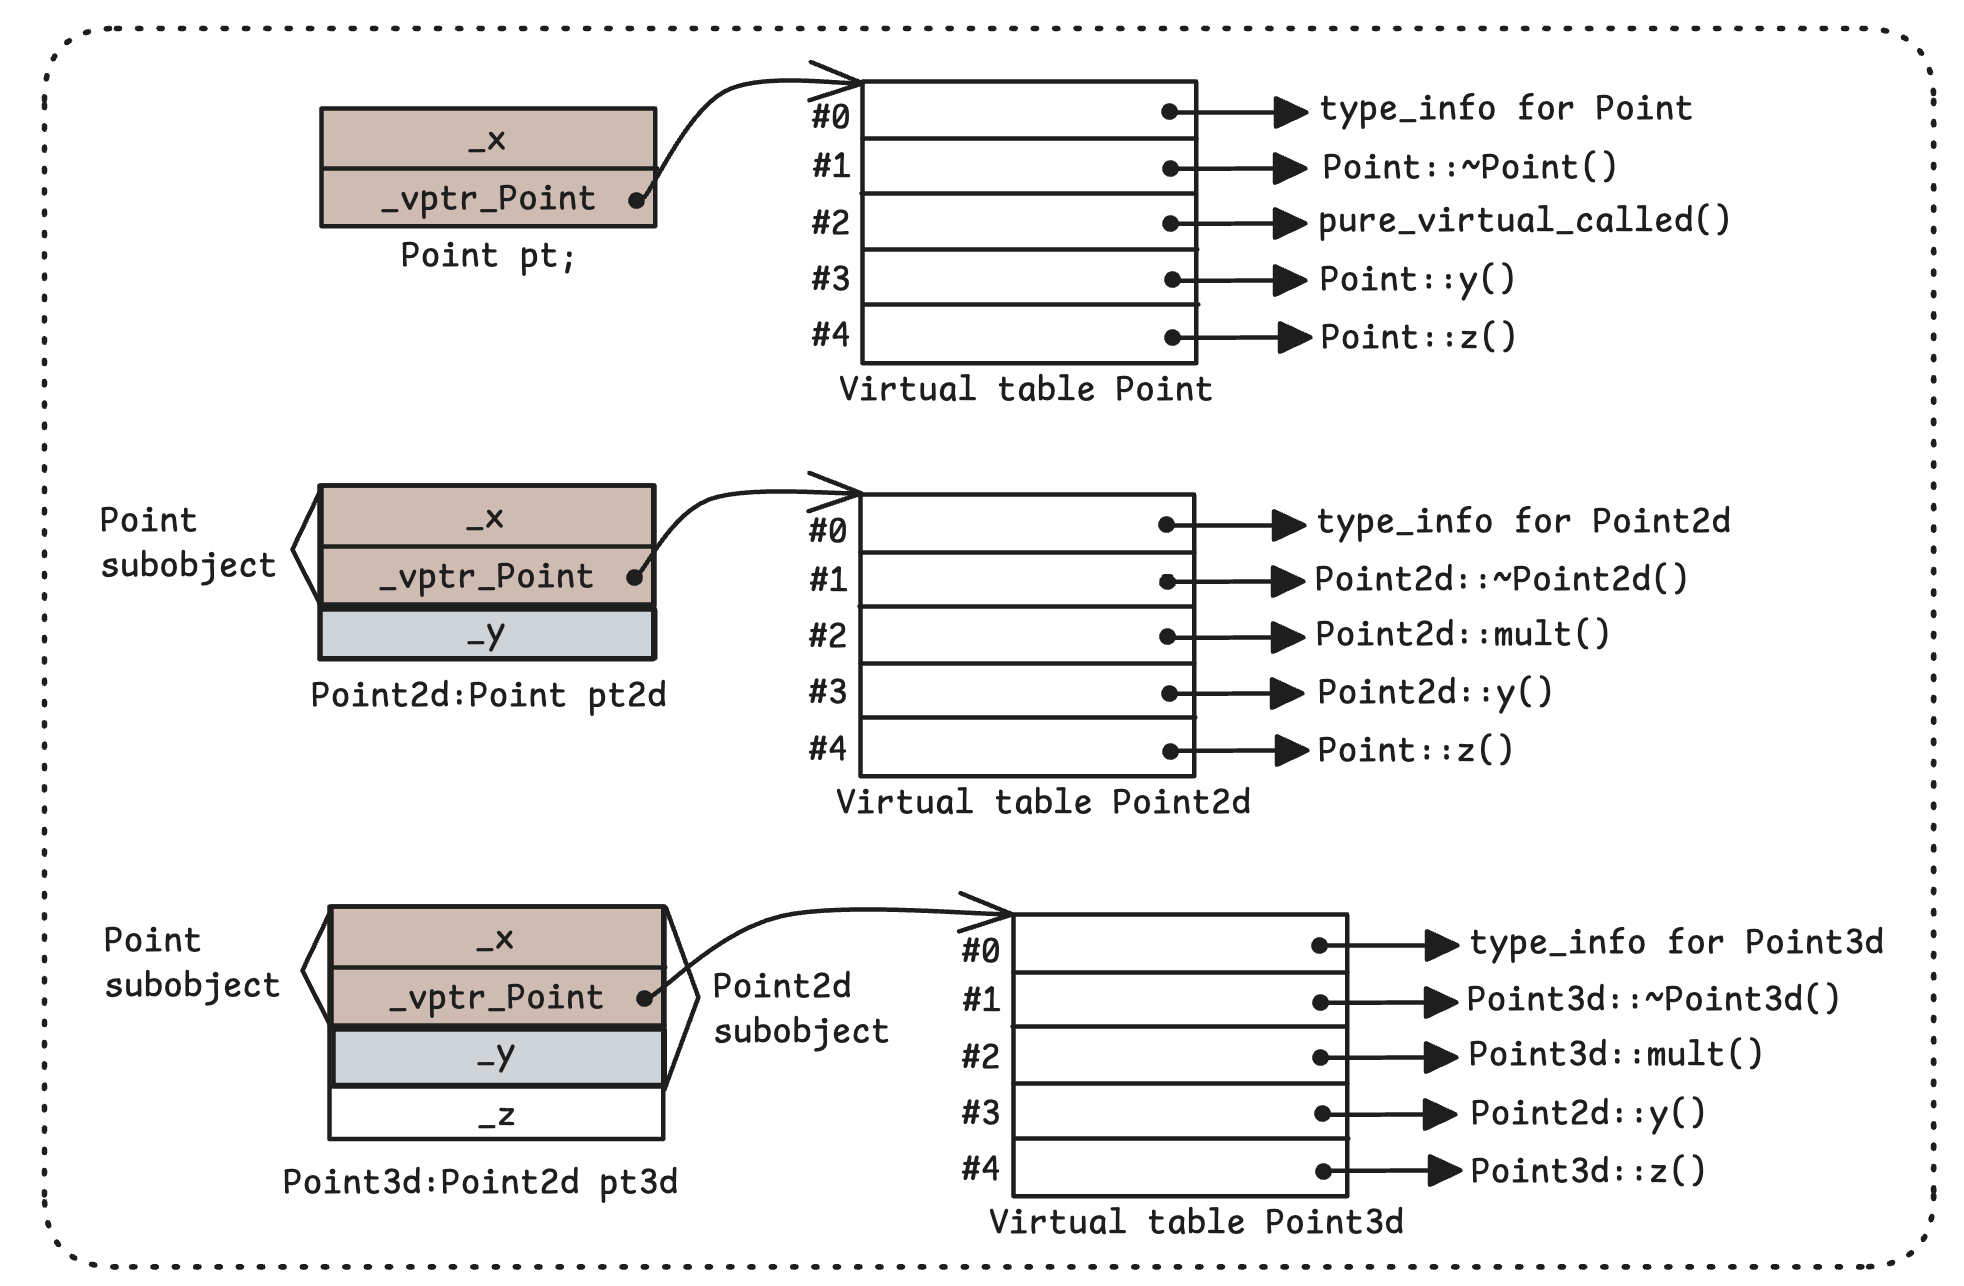 _x
_vptr_Point
Point pt;
#0
#1
#2
#3
#4
type_info for Point
Point::~Point()
pure_virtual_called()
Point::y()
Point::z()
Virtual table Point
Point
subobject
_x
_vptr_Point
_y
Point2d:Point pt2d
#0
#1
#2
#3
#4
type_info for Point2d
Point2d::~Point2d()
Point2d::mult()
Point2d::y()
Point::z()
Virtual table Point2d
Point
subobject
_x
_vptr_Point
_y
_z
Point2d
subobject
Point3d:Point2d pt3d
#0
#1
#2
#3
#4
type_info for Point3d
Point3d::~Point3d()
Point3d::mult()
Point2d::y()
Point3d::z()
Virtual table Point3d